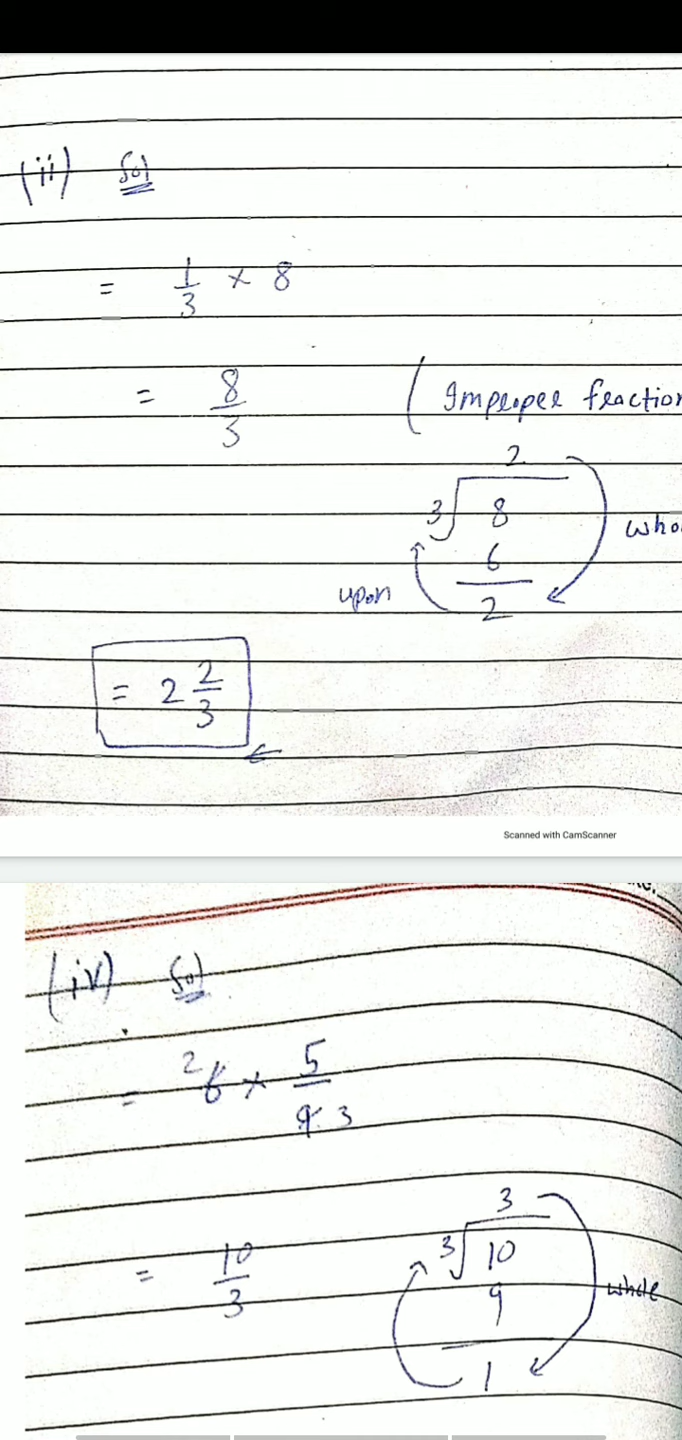 (ii) Sol
= 1/3 × 8
= 8/3 ( Improper fraction
2
3 8 who
6
upon 2
= 2 2/3
Scanned with CamScanner
(iv) Sol
= 2 6 × 5/9 3
3
= 10/3 3 10
9 whole
1